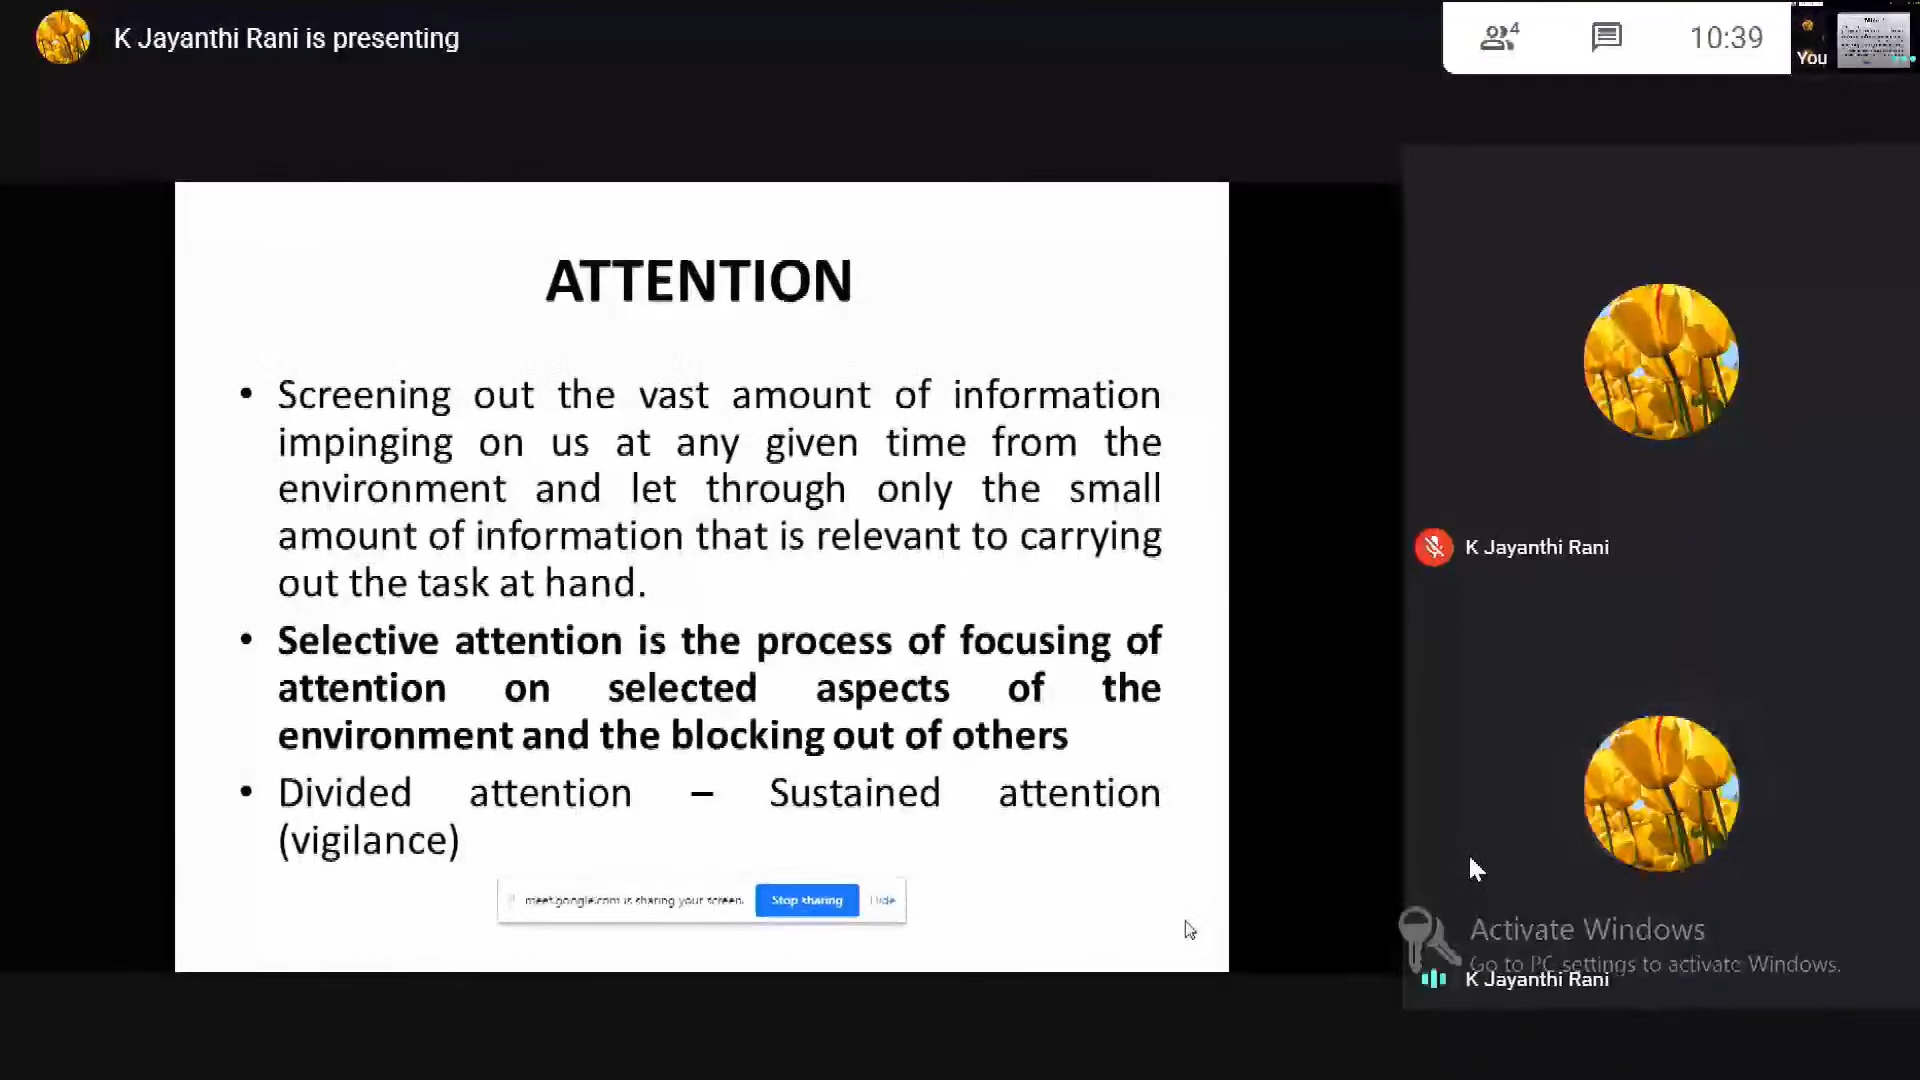 K Jayanthi Rani is presenting
4
10:39
You
ATTENTION
• Screening out the vast amount of information
impinging on us at any given time from the
environment and let through only the small
amount of information that is relevant to carrying
out the task at hand.
• Selective attention is the process of focusing of
attention on selected aspects of the
environment and the blocking out of others
• Divided attention – Sustained attention
(vigilance)
meet.google.com is sharing your screen.
Stop sharing
Hide
K Jayanthi Rani
Activate Windows
Go to PC settings to activate Windows.
K Jayanthi Rani